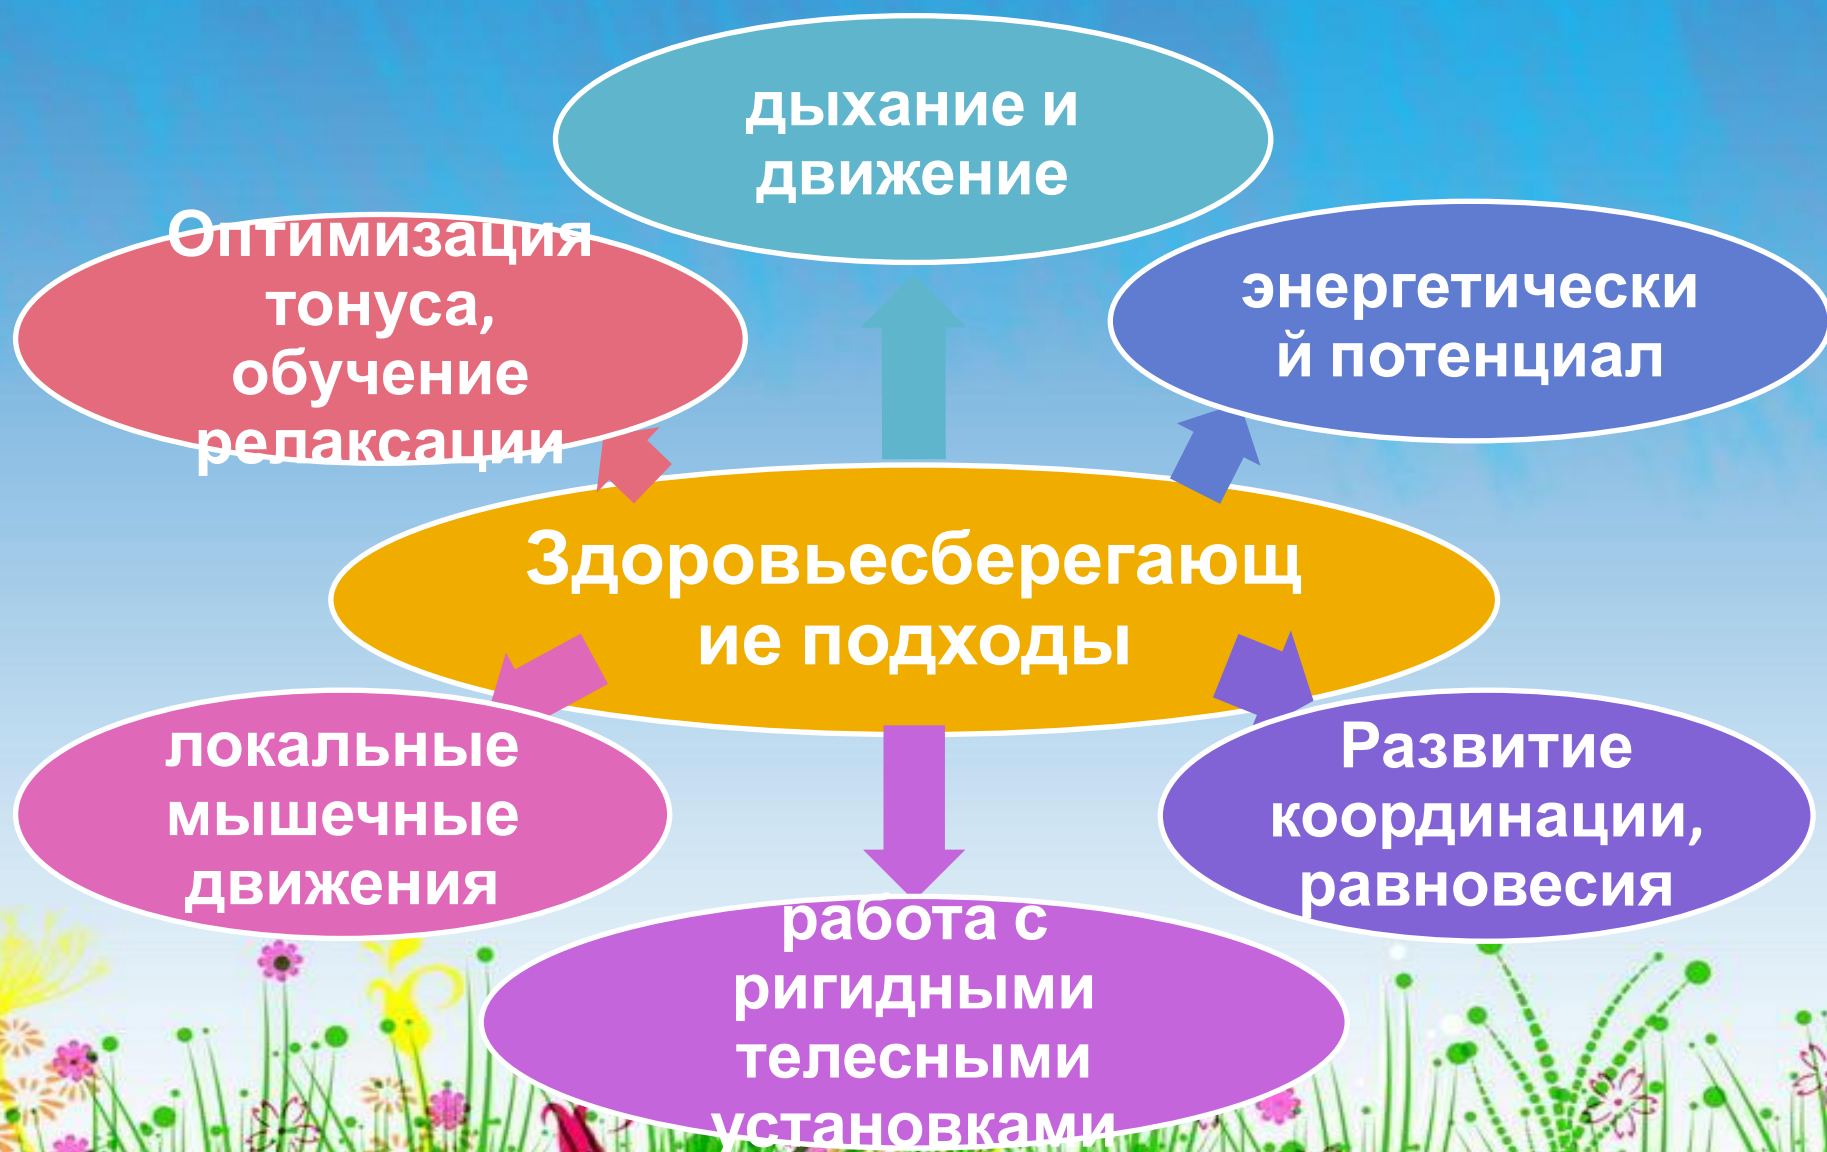 дыхание и
движение
Оптимизация
тонуса,
обучение
релаксации
энергетически
й потенциал
Здоровьесберегающ
ие подходы
локальные
мышечные
движения
Развитие
координации,
равновесия
работа с
ригидными
телесными
установками